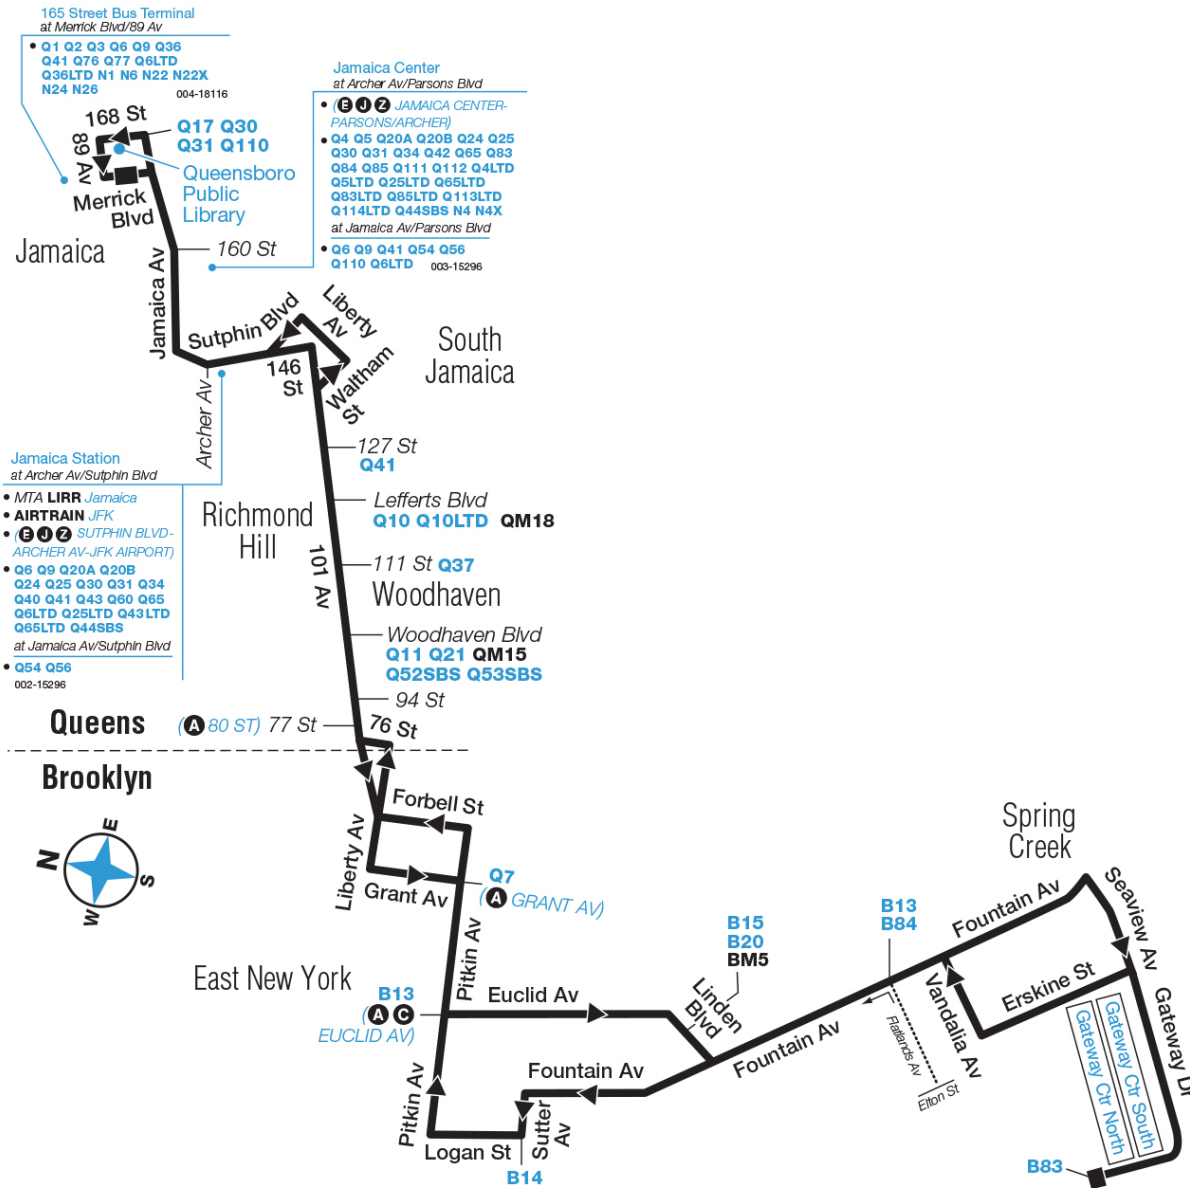 165 Street Bus Terminal
at Merrick Blvd/89 Av
• Q1 Q2 Q3 Q6 Q9 Q36
Q41 Q76 Q77 Q6LTD
Q36LTD N1 N6 N22 N22X
N24 N26
004-18116
168 St
89 Av
Merrick
Blvd
Q17 Q30
Q31 Q110
Queensboro
Public
Library
Jamaica
160 St
Jamaica Av
Jamaica Center
at Archer Av/Parsons Blvd
• (E J Z JAMAICA CENTER-
PARSONS/ARCHER)
• Q4 Q5 Q20A Q20B Q24 Q25
Q30 Q31 Q34 Q42 Q65 Q83
Q84 Q85 Q111 Q112 Q4LTD
Q5LTD Q25LTD Q65LTD
Q83LTD Q85LTD Q113LTD
Q114LTD Q44SBS N4 N4X
at Jamaica Av/Parsons Blvd
• Q6 Q9 Q41 Q54 Q56
Q110 Q6LTD
003-15296
Sutphin Blvd
Liberty
Av
146
St
Waltham
St
South
Jamaica
Archer Av
Jamaica Station
at Archer Av/Sutphin Blvd
• MTA LIRR Jamaica
• AIRTRAIN JFK
• (E J Z SUTPHIN BLVD-
ARCHER AV-JFK AIRPORT)
• Q6 Q9 Q20A Q20B
Q24 Q25 Q30 Q31 Q34
Q40 Q41 Q43 Q60 Q65
Q6LTD Q25LTD Q43LTD
Q65LTD Q44SBS
at Jamaica Av/Sutphin Blvd
• Q54 Q56
002-15296
127 St
Q41
Lefferts Blvd
Q10 Q10LTD QM18
Richmond
Hill
101 Av
111 St Q37
Woodhaven
Woodhaven Blvd
Q11 Q21 QM15
Q52SBS Q53SBS
94 St
Queens
(A 80 ST) 77 St
76 St
Brooklyn
N
E
S
W
Forbell St
Liberty Av
Grant Av
Q7
(A GRANT AV)
Pitkin Av
East New York
B13
(A C
EUCLID AV)
Euclid Av
Linden
Blvd
B15
B20
BM5
Fountain Av
Fountain Av
Pitkin Av
Logan St
Sutter
Av
B14
B13
B84
Flatlands Av
Elton St
Spring
Creek
Fountain Av
Seaview Av
Vandalia Av
Erskine St
Gateway Dr
Gateway Ctr North
Gateway Ctr South
B83